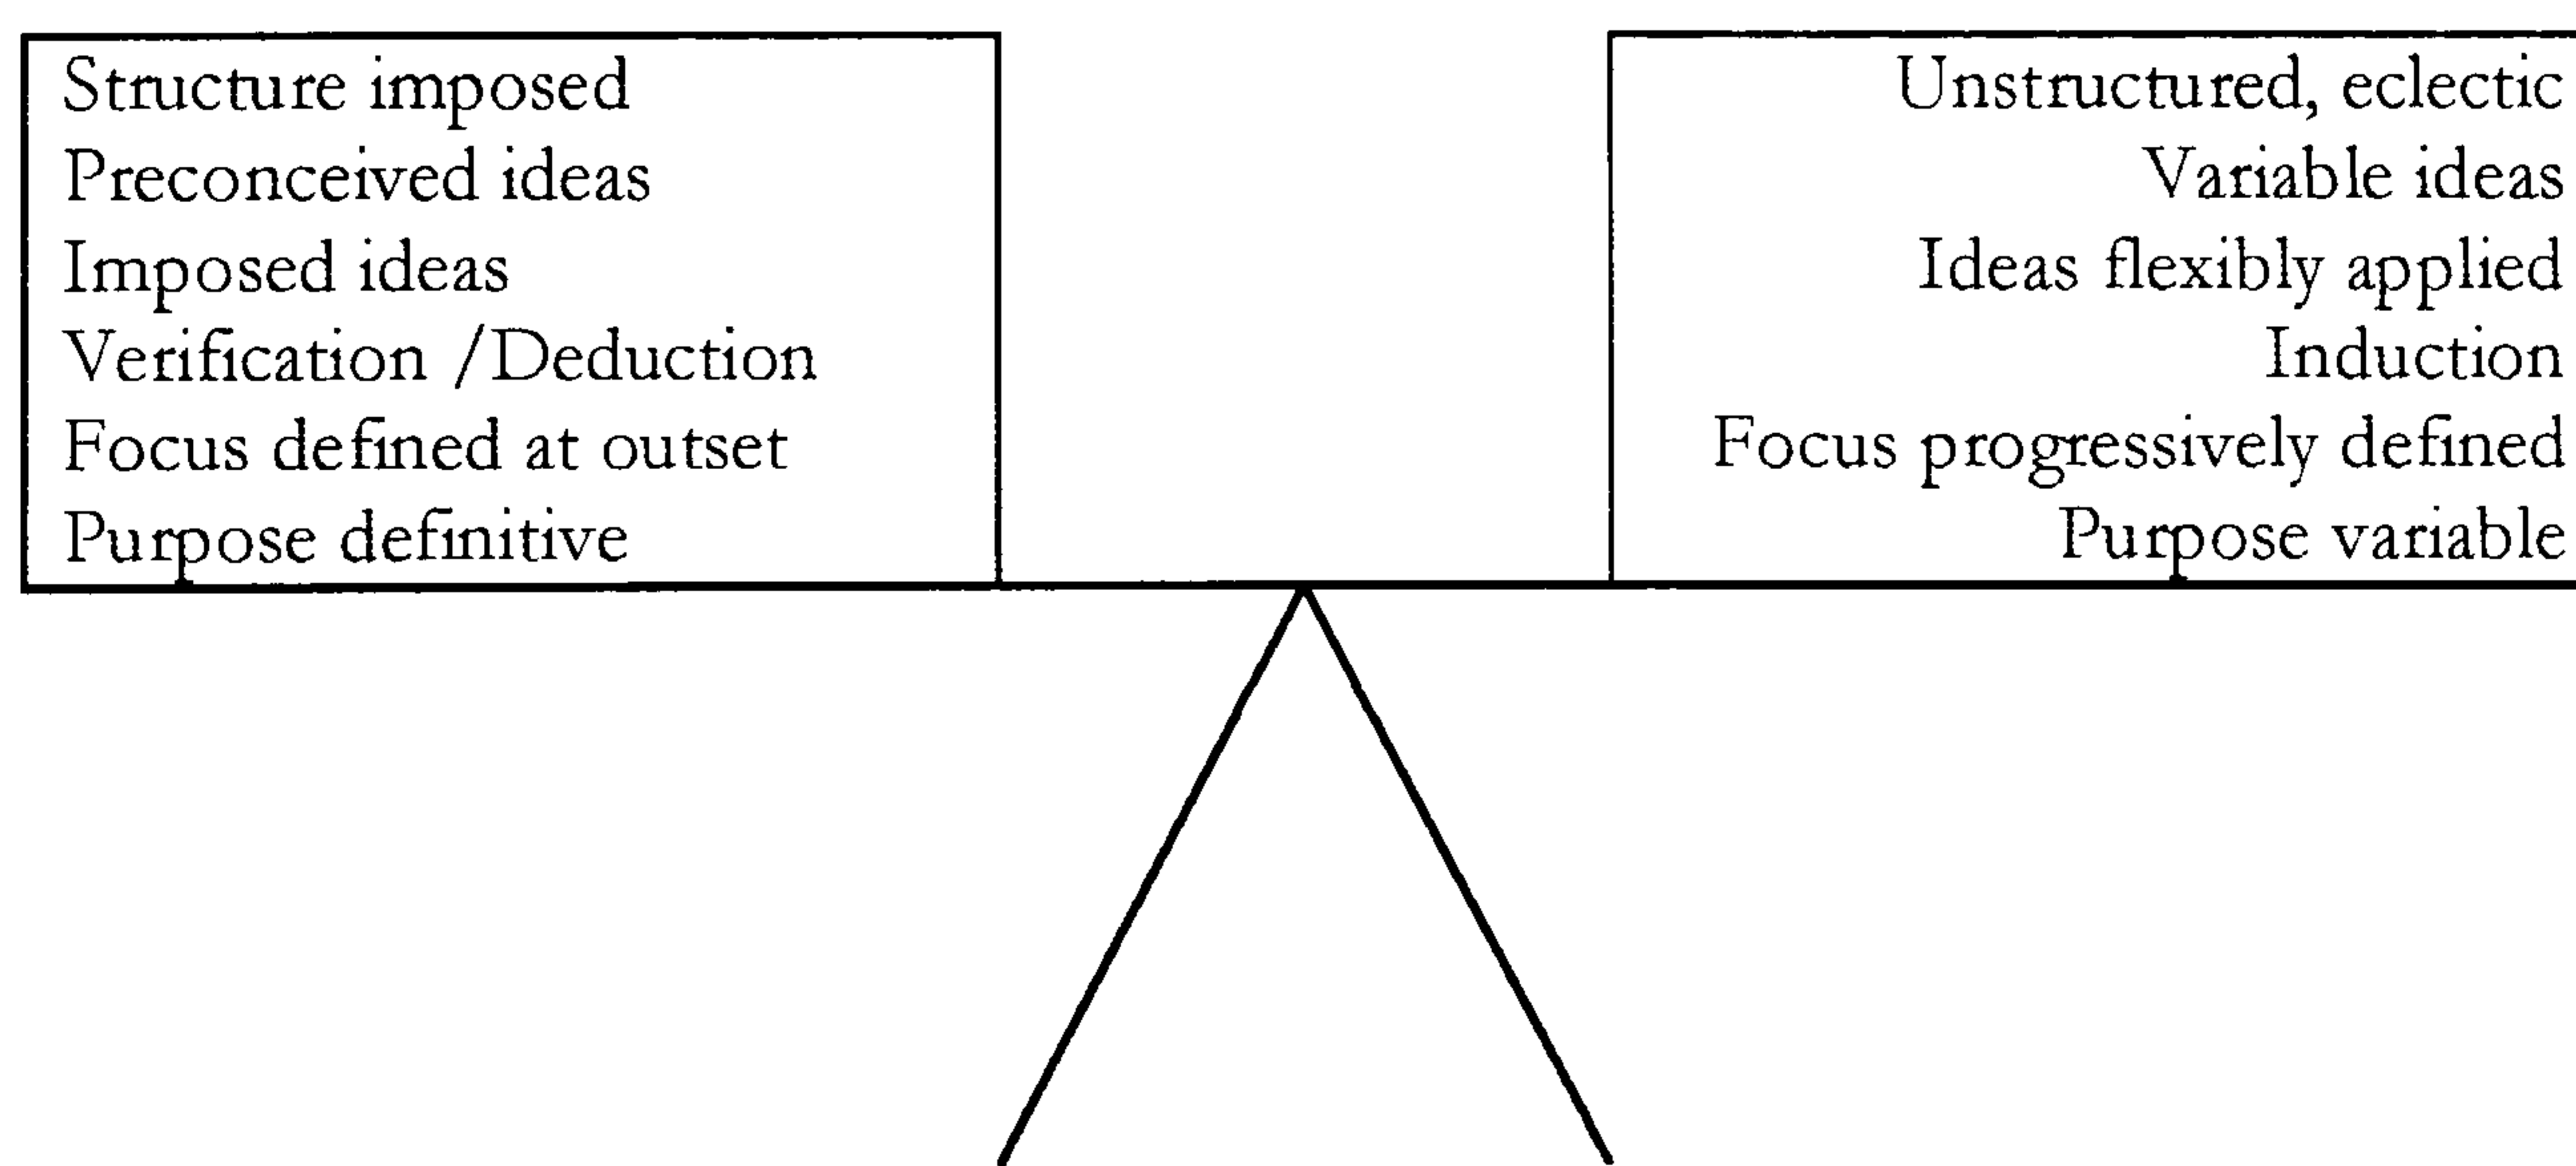 Structure imposed
Preconceived ideas
Imposed ideas
Verification /Deduction
Focus defined at outset
Purpose definitive
Unstructured, eclectic
Variable ideas
Ideas flexibly applied
Induction
Focus progressively defined
Purpose variable